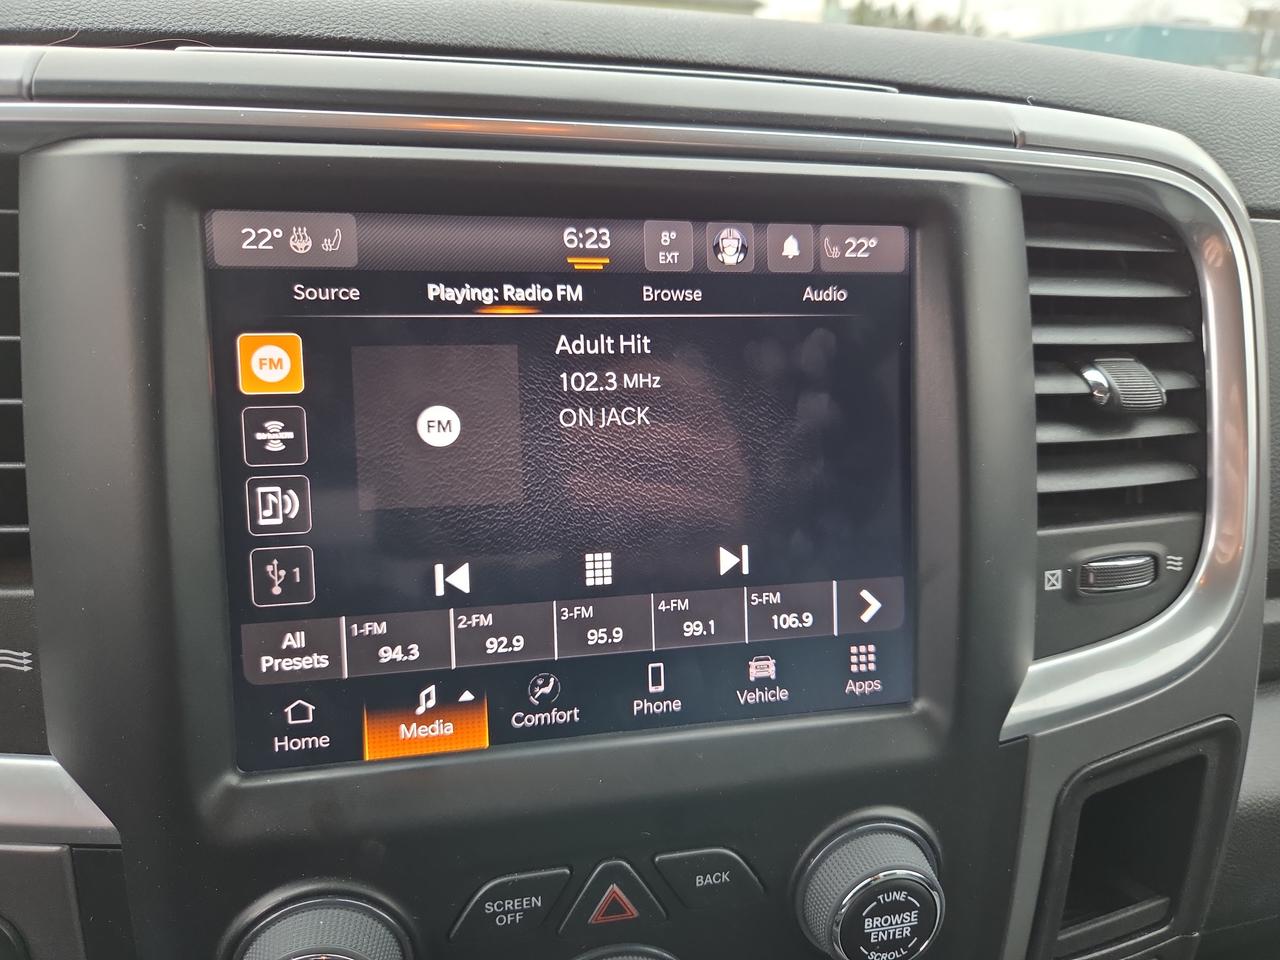 22°
6:23
8°
EXT
22°
Source
Playing: Radio FM
Browse
Audio
FM
Adult Hit
102.3 MHz
ON JACK
FM
SiriusXM
1
All
Presets
1-FM
94.3
2-FM
92.9
3-FM
95.9
4-FM
99.1
5-FM
106.9
Home
Media
Comfort
Phone
Vehicle
Apps
SCREEN
OFF
BACK
TUNE
BROWSE
ENTER
SCROLL